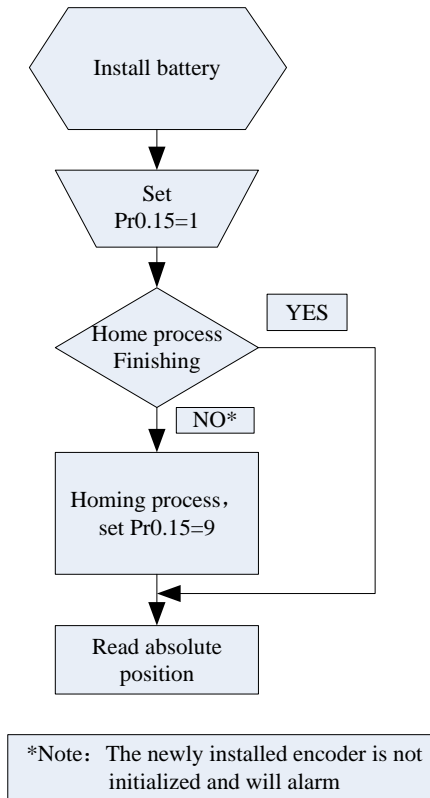 Install battery
Set
Pr0.15=1
Home process
Finishing
YES
NO*
Homing process，
set Pr0.15=9
Read absolute
position
*Note：The newly installed encoder is not
initialized and will alarm